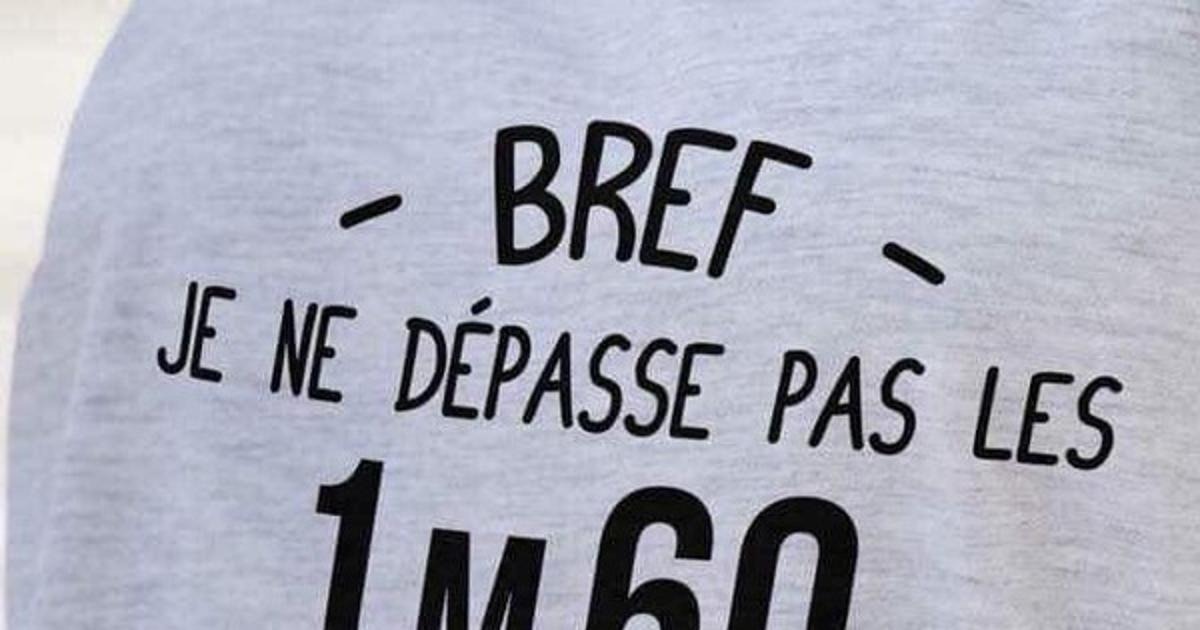 - BREF -
JE NE DÉPASSE PAS LES
1M60